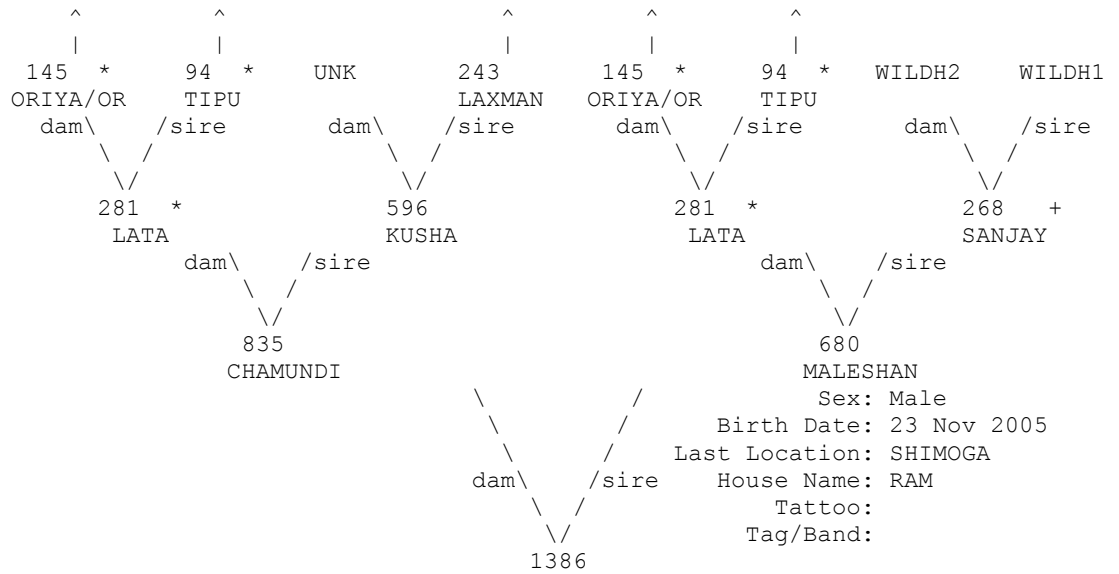 ^ ^ ^ ^ ^
| | | | |
145 * 94 * UNK 243 145 * 94 * WILDH2 WILDH1
ORIYA/OR TIPU LAXMAN ORIYA/OR TIPU
dam\ /sire dam\ /sire dam\ /sire dam\ /sire
\ / \ / \ / \ /
\/ \/ \/ \/
281 * 596 281 * 268 +
LATA KUSHA LATA SANJAY
dam\ /sire dam\ /sire
\ / \ /
\/ \/
835 680
CHAMUNDI MALESHAN
\ / Sex: Male
\ / Birth Date: 23 Nov 2005
\ / Last Location: SHIMOGA
dam\ /sire House Name: RAM
\ / Tattoo:
\/ Tag/Band:
1386